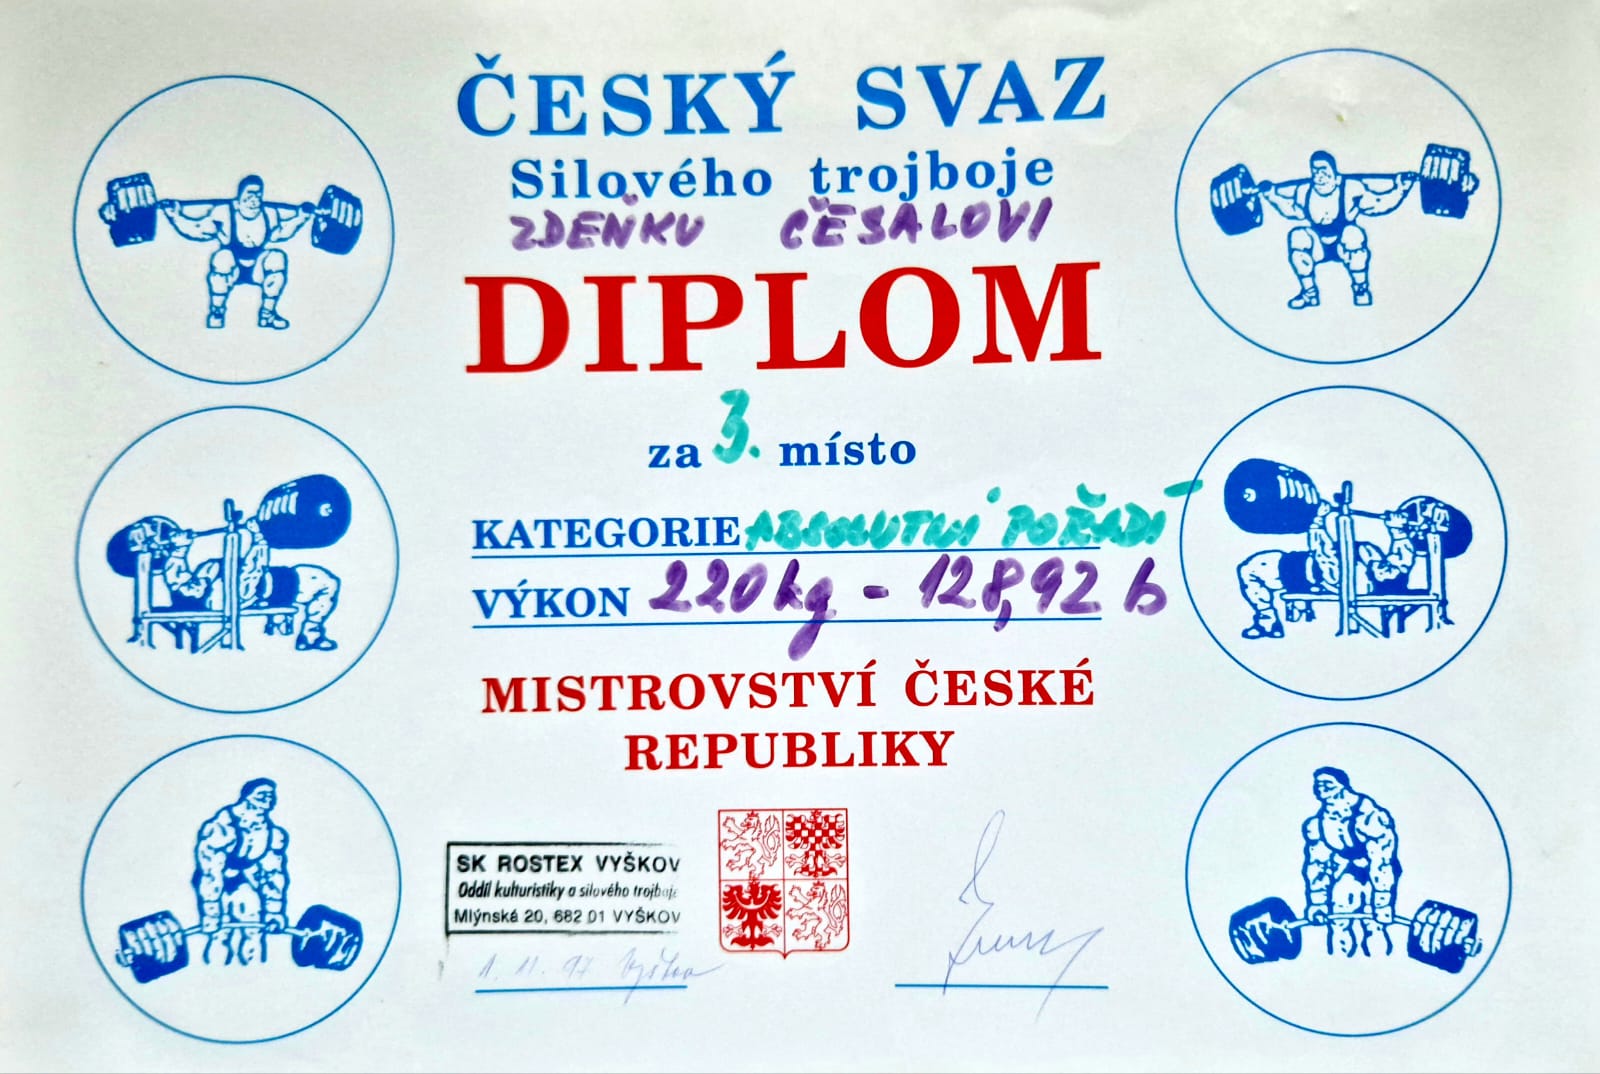 ČESKÝ SVAZ
Silového trojboje
ZDEŇKU ČESALOVI
DIPLOM
za 3. místo
KATEGORIE ABSOLUTNÍ POŘADÍ
VÝKON 220 kg - 128,92 b
MISTROVSTVÍ ČESKÉ
REPUBLIKY
SK ROSTEX VYŠKOV
Oddíl kulturistiky a silového trojboje
Mlýnská 20, 682 01 VYŠKOV
1. 11. 97 Vyškov